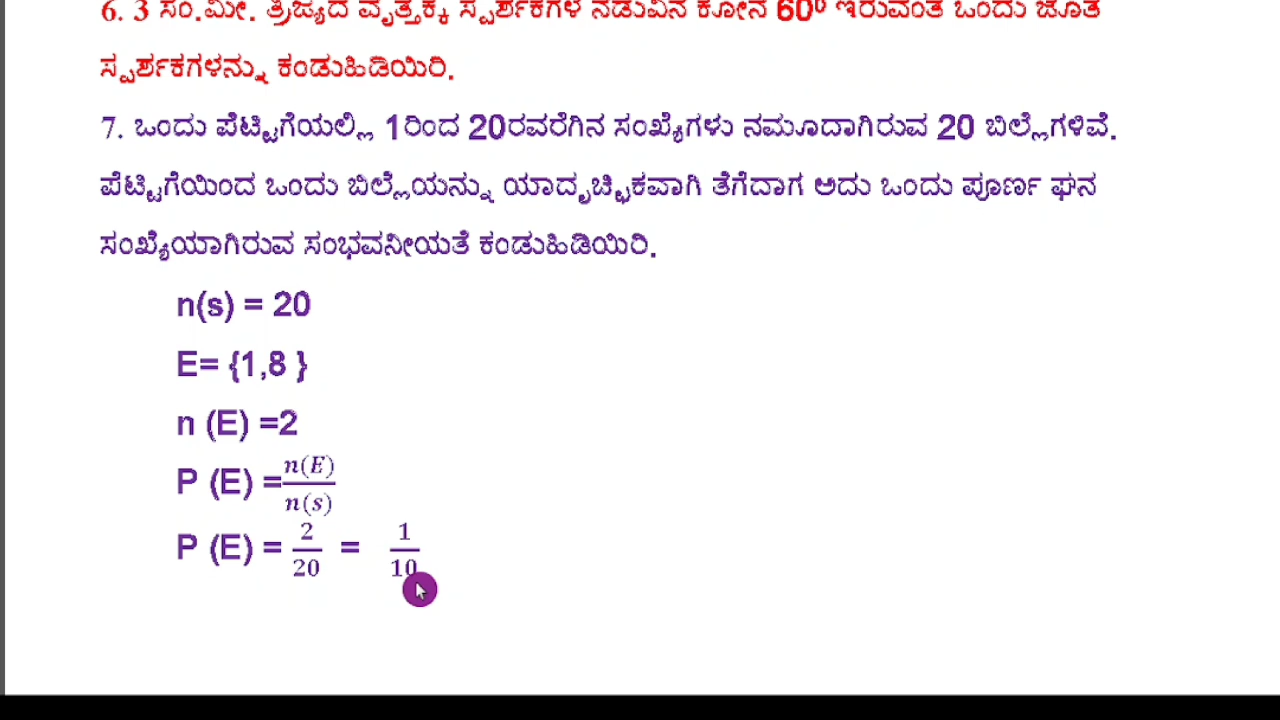 6. 3 ಸಂ.ಮೀ. ತ್ರಿಜ್ಯದ ವೃತ್ತಕ್ಕೆ ಸ್ಪರ್ಶಕಗಳ ನಡುವಿನ ಕೋನ 60⁰ ಇರುವಂತೆ ಒಂದು ಜೊತೆ
ಸ್ಪರ್ಶಕಗಳನ್ನು ಕಂಡುಹಿಡಿಯಿರಿ.
7. ಒಂದು ಪೆಟ್ಟಿಗೆಯಲ್ಲಿ 1ರಿಂದ 20ರವರೆಗಿನ ಸಂಖ್ಯೆಗಳು ನಮೂದಾಗಿರುವ 20 ಬಿಲ್ಲೆಗಳಿವೆ.
ಪೆಟ್ಟಿಗೆಯಿಂದ ಒಂದು ಬಿಲ್ಲೆಯನ್ನು ಯಾದೃಚ್ಛಿಕವಾಗಿ ತೆಗೆದಾಗ ಅದು ಒಂದು ಪೂರ್ಣ ಘನ
ಸಂಖ್ಯೆಯಾಗಿರುವ ಸಂಭವನೀಯತೆ ಕಂಡುಹಿಡಿಯಿರಿ.
n(s) = 20
E= {1,8 }
n (E) =2
P (E) = n(E)/n(s)
P (E) = 2/20 = 1/10